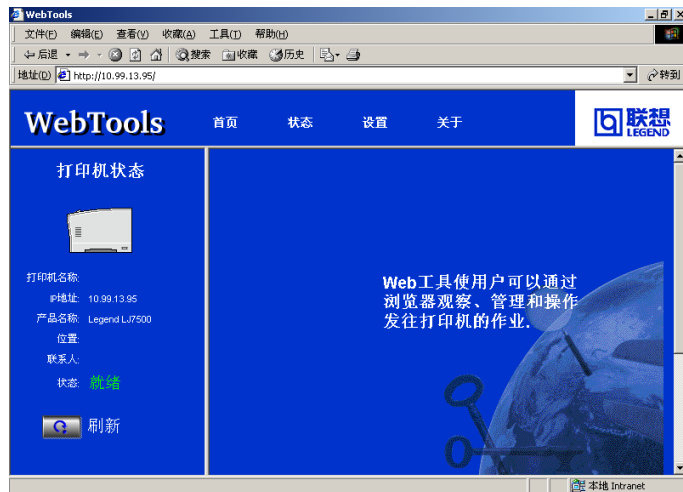 WebTools
文件(F) 编辑(E) 查看(V) 收藏(A) 工具(T) 帮助(H)
后退 搜索 收藏 历史
地址(D) http://10.99.13.95/ 转到
WebTools 首页 状态 设置 关于 联想
LEGEND
打印机状态
打印机名称:
IP地址: 10.99.13.95
产品名称: Legend LJ7500
位置:
联系人:
状态: 就绪
刷新
Web工具使用户可以通过
浏览器观察、管理和操作
发往打印机的作业.
本地 Intranet